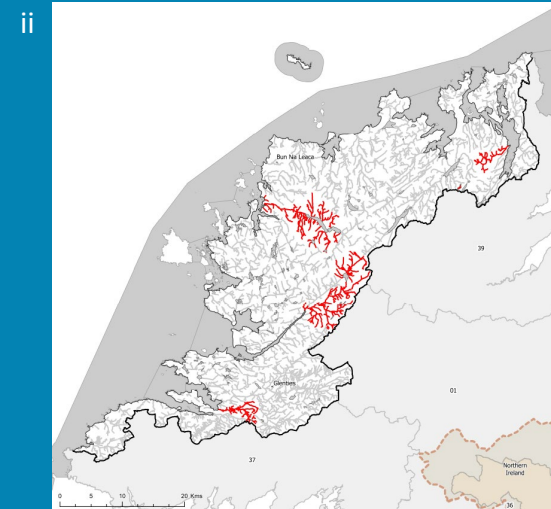 ii
Bun Na Leaca
39
Glenties
01
Northern
Ireland
37
36
0 5 10 20 Kms